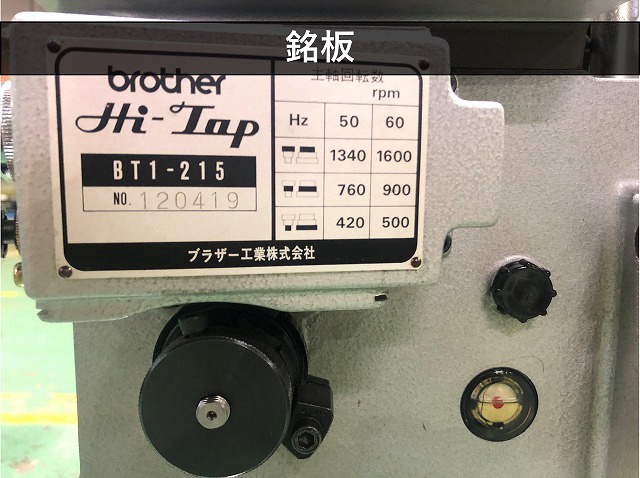 銘板
brother
Hi-Tap
BT1-215
NO. 120419
主軸回転数
rpm
Hz 50 60
1340 1600
760 900
420 500
ブラザー工業株式会社